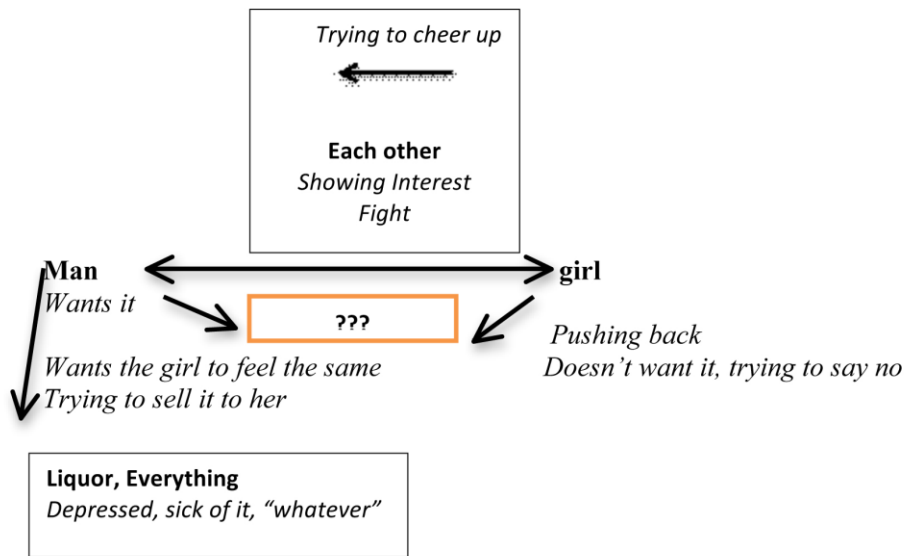 Trying to cheer up
Each other
Showing Interest
Fight
Man
girl
Wants it
???
Pushing back
Wants the girl to feel the same
Doesn’t want it, trying to say no
Trying to sell it to her
Liquor, Everything
Depressed, sick of it, “whatever”